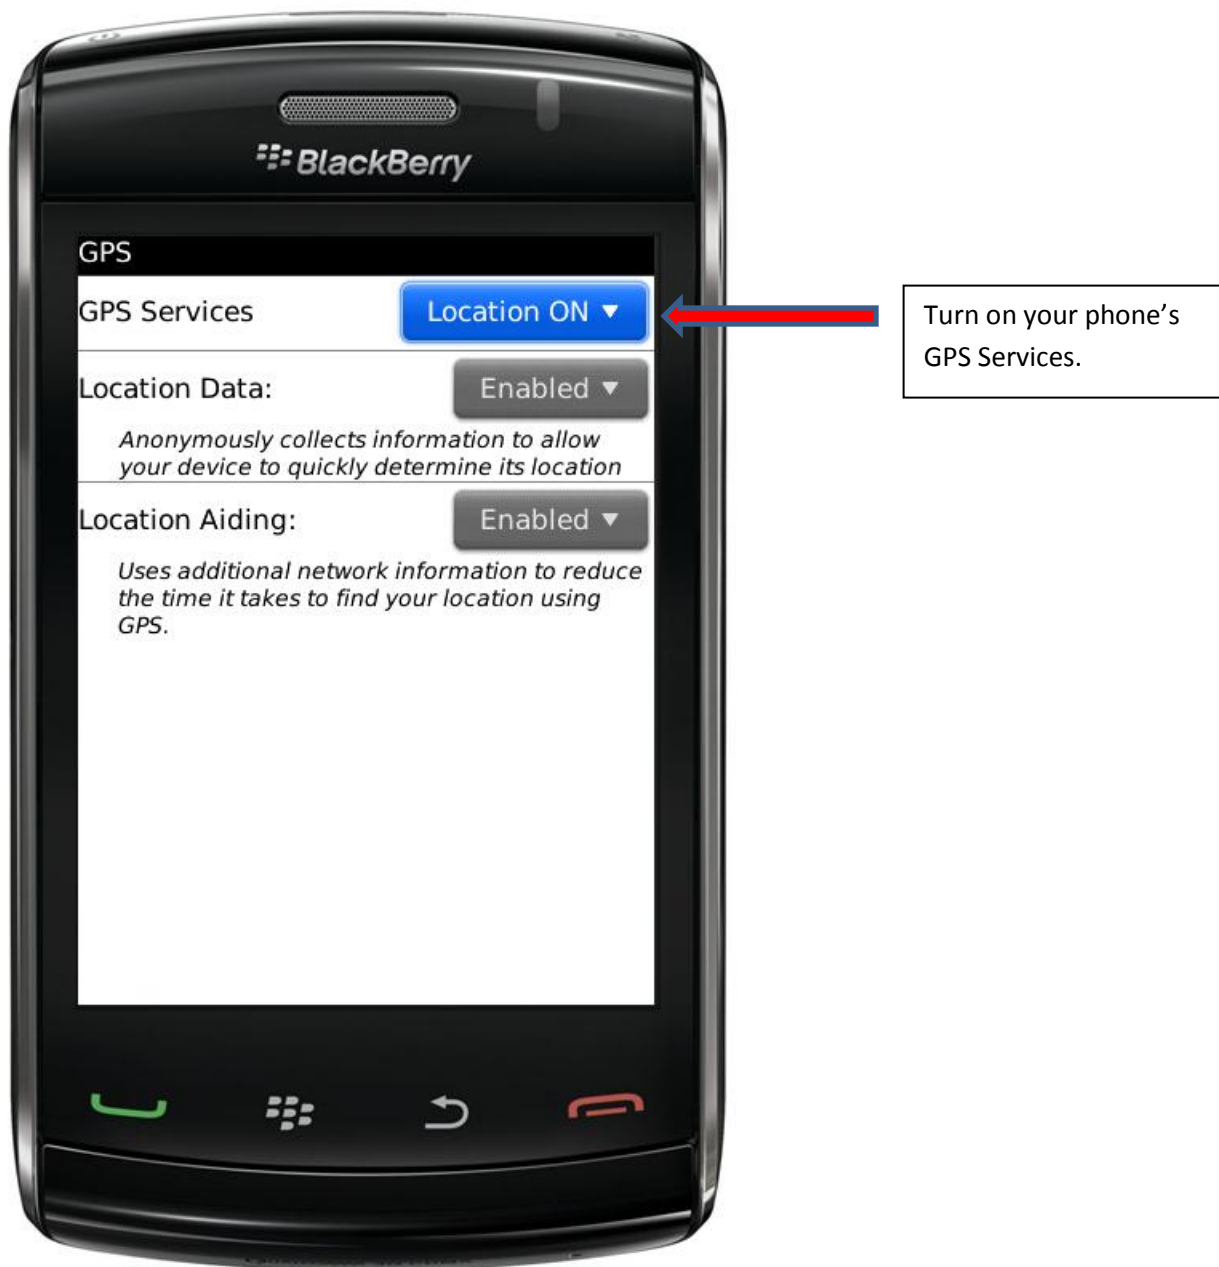 BlackBerry
GPS
GPS Services
Location ON
Turn on your phone’s
GPS Services.
Location Data:
Enabled
Anonymously collects information to allow
your device to quickly determine its location
Location Aiding:
Enabled
Uses additional network information to reduce
the time it takes to find your location using
GPS.